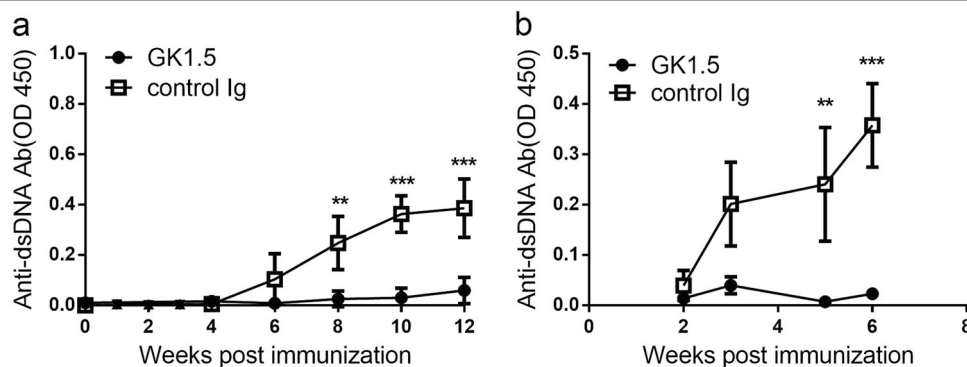 a
Anti-dsDNA Ab(OD 450)
1.0
0.8
0.6
0.4
0.2
0.0
GK1.5
control Ig
**
***
***
0 2 4 6 8 10 12
Weeks post immunization
b
Anti-dsDNA Ab(OD 450)
0.5
0.4
0.3
0.2
0.1
0.0
GK1.5
control Ig
**
***
0 2 4 6 8
Weeks post immunization